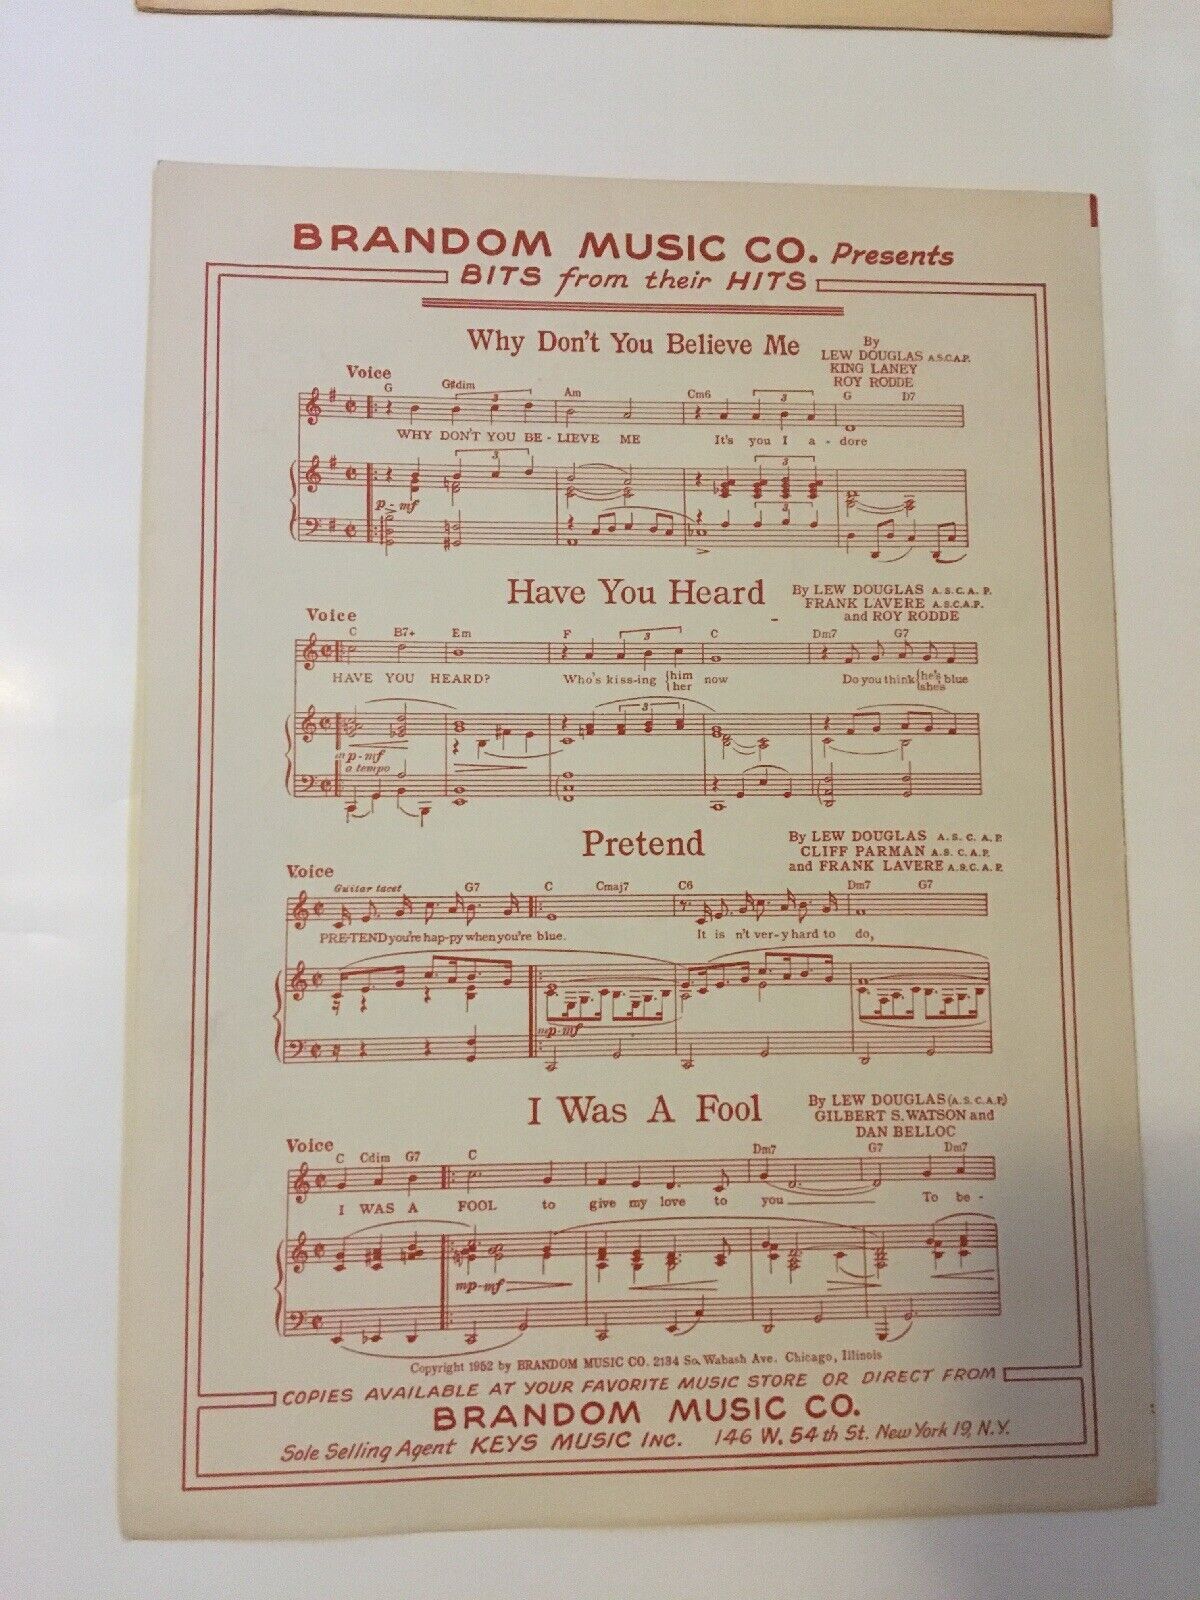 BRANDOM MUSIC CO. Presents
BITS from their HITS
Why Don't You Believe Me
By
LEW DOUGLAS A.S.C.A.P.
KING LANEY
ROY RODDE
Voice
G G#dim Am Cm6 G D7
3 3
WHY DON'T YOU BE - LIEVE ME It's you I a - dore
3 3
p - mf
3
Have You Heard
By LEW DOUGLAS A. S. C. A. P.
FRANK LAVERE A.S.C.A.P.
and ROY RODDE
Voice
C B7+ Em F C Dm7 G7
3
HAVE YOU HEARD? Who's kiss-ing {him now Do you think {he's blue
her she's
3
p-mf
a tempo
Pretend
By LEW DOUGLAS A. S. C. A. P.
CLIFF PARMAN A. S. C. A. P.
and FRANK LAVERE A.S.C.A.P.
Voice
Guitar tacet G7 C Cmaj7 C6 Dm7 G7
PRE-TEND you're hap-py when you're blue. It is n't ver-y hard to do,
mp-mf
I Was A Fool
By LEW DOUGLAS (A.S.C.A.P.)
GILBERT S. WATSON and
DAN BELLOC
Voice
C Cdim G7 C Dm7 G7 Dm7
I WAS A FOOL to give my love to you To be -
mp-mf
Copyright 1952 by BRANDOM MUSIC CO. 2134 So. Wabash Ave. Chicago, Illinois
COPIES AVAILABLE AT YOUR FAVORITE MUSIC STORE OR DIRECT FROM
BRANDOM MUSIC CO.
Sole Selling Agent KEYS MUSIC INC. 146 W. 54th St. New York 19, N.Y.